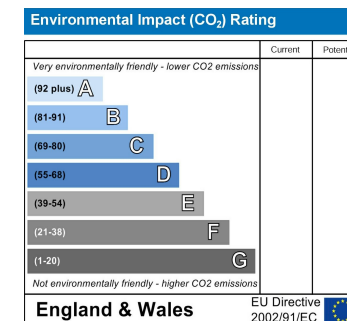 Environmental Impact (CO₂) Rating
Current Potent
Very environmentally friendly - lower CO2 emissions
(92 plus) A
(81-91) B
(69-80) C
(55-68) D
(39-54) E
(21-38) F
(1-20) G
Not environmentally friendly - higher CO2 emissions
England & Wales
EU Directive
2002/91/EC